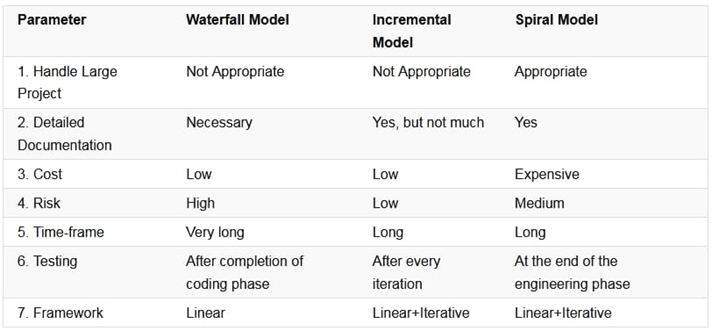 Parameter Waterfall Model Incremental Model Spiral Model
1. Handle Large Project Not Appropriate Not Appropriate Appropriate
2. Detailed Documentation Necessary Yes, but not much Yes
3. Cost Low Low Expensive
4. Risk High Low Medium
5. Time-frame Very long Long Long
6. Testing After completion of coding phase After every iteration At the end of the engineering phase
7. Framework Linear Linear+Iterative Linear+Iterative